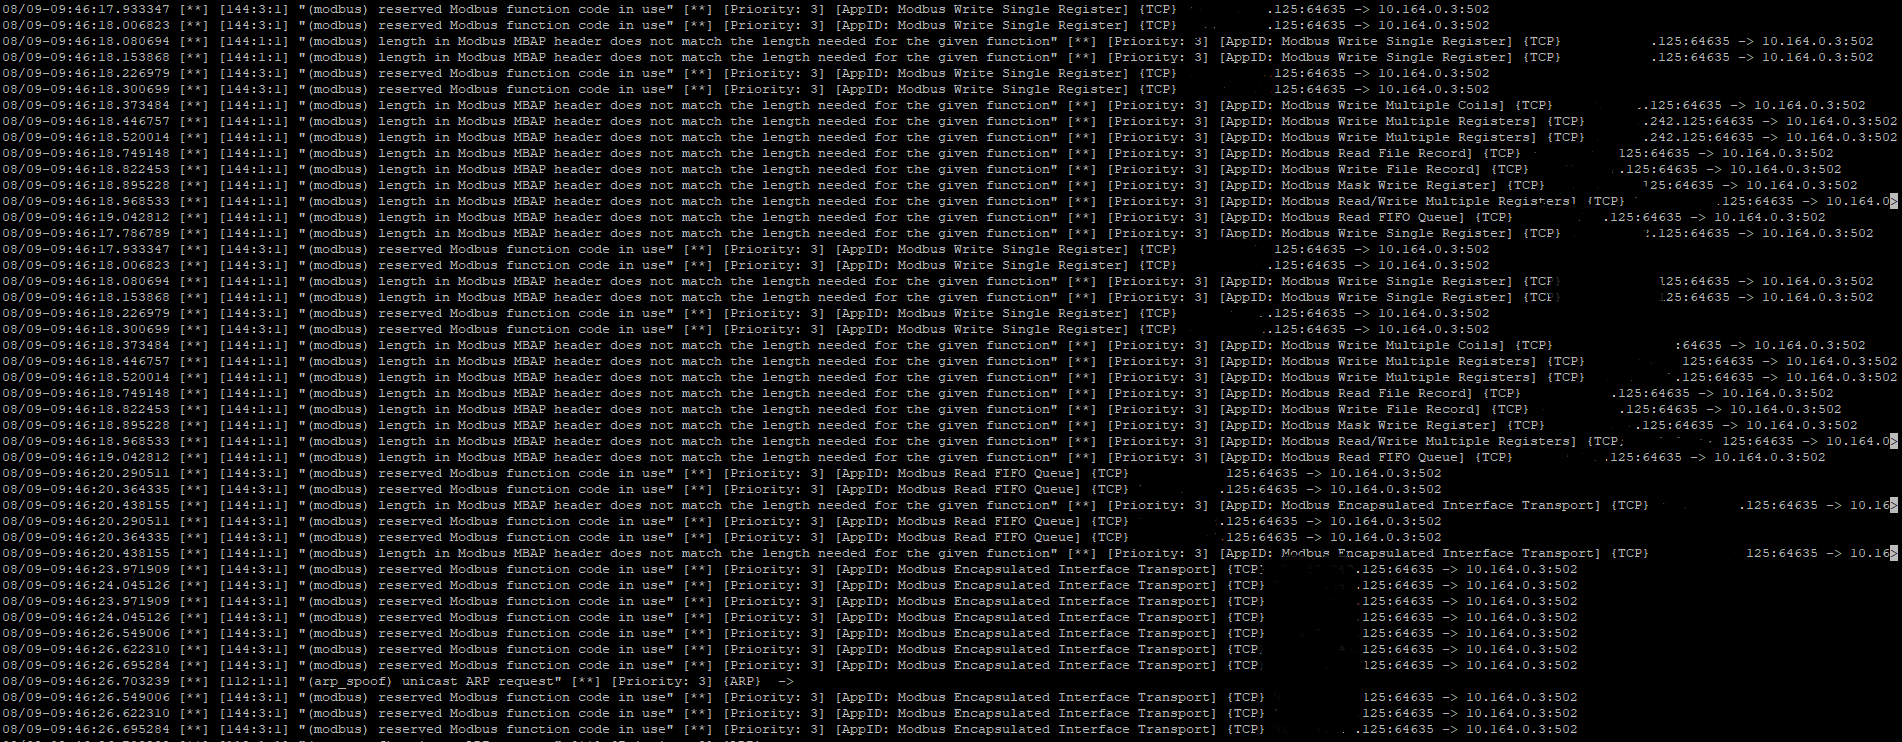 08/09-09:46:17.933347 [**] [144:3:1] "(modbus) reserved Modbus function code in use" [**] [Priority: 3] [AppID: Modbus Write Single Register] {TCP} .125:64635 -> 10.164.0.3:502
08/09-09:46:18.006823 [**] [144:3:1] "(modbus) reserved Modbus function code in use" [**] [Priority: 3] [AppID: Modbus Write Single Register] {TCP} .125:64635 -> 10.164.0.3:502
08/09-09:46:18.080694 [**] [144:1:1] "(modbus) length in Modbus MBAP header does not match the length needed for the given function" [**] [Priority: 3] [AppID: Modbus Write Single Register] {TCP} .125:64635 -> 10.164.0.3:502
08/09-09:46:18.153868 [**] [144:1:1] "(modbus) length in Modbus MBAP header does not match the length needed for the given function" [**] [Priority: 3] [AppID: Modbus Write Single Register] {TCP} .125:64635 -> 10.164.0.3:502
08/09-09:46:18.226979 [**] [144:3:1] "(modbus) reserved Modbus function code in use" [**] [Priority: 3] [AppID: Modbus Write Single Register] {TCP} .125:64635 -> 10.164.0.3:502
08/09-09:46:18.300699 [**] [144:3:1] "(modbus) reserved Modbus function code in use" [**] [Priority: 3] [AppID: Modbus Write Single Register] {TCP} .125:64635 -> 10.164.0.3:502
08/09-09:46:18.373484 [**] [144:1:1] "(modbus) length in Modbus MBAP header does not match the length needed for the given function" [**] [Priority: 3] [AppID: Modbus Write Multiple Coils] {TCP} .125:64635 -> 10.164.0.3:502
08/09-09:46:18.446757 [**] [144:1:1] "(modbus) length in Modbus MBAP header does not match the length needed for the given function" [**] [Priority: 3] [AppID: Modbus Write Multiple Registers] {TCP} .242.125:64635 -> 10.164.0.3:502
08/09-09:46:18.520014 [**] [144:1:1] "(modbus) length in Modbus MBAP header does not match the length needed for the given function" [**] [Priority: 3] [AppID: Modbus Write Multiple Registers] {TCP} .242.125:64635 -> 10.164.0.3:502
08/09-09:46:18.749148 [**] [144:1:1] "(modbus) length in Modbus MBAP header does not match the length needed for the given function" [**] [Priority: 3] [AppID: Modbus Read File Record] {TCP} 125:64635 -> 10.164.0.3:502
08/09-09:46:18.822453 [**] [144:1:1] "(modbus) length in Modbus MBAP header does not match the length needed for the given function" [**] [Priority: 3] [AppID: Modbus Write File Record] {TCP} .125:64635 -> 10.164.0.3:502
08/09-09:46:18.895228 [**] [144:1:1] "(modbus) length in Modbus MBAP header does not match the length needed for the given function" [**] [Priority: 3] [AppID: Modbus Mask Write Register] {TCP} 125:64635 -> 10.164.0.3:502
08/09-09:46:18.968533 [**] [144:1:1] "(modbus) length in Modbus MBAP header does not match the length needed for the given function" [**] [Priority: 3] [AppID: Modbus Read/Write Multiple Registers] {TCP} 125:64635 -> 10.164.0>
08/09-09:46:19.042812 [**] [144:1:1] "(modbus) length in Modbus MBAP header does not match the length needed for the given function" [**] [Priority: 3] [AppID: Modbus Read FIFO Queue] {TCP} .125:64635 -> 10.164.0.3:502
08/09-09:46:17.786789 [**] [144:1:1] "(modbus) length in Modbus MBAP header does not match the length needed for the given function" [**] [Priority: 3] [AppID: Modbus Write Single Register] {TCP} .125:64635 -> 10.164.0.3:502
08/09-09:46:17.933347 [**] [144:3:1] "(modbus) reserved Modbus function code in use" [**] [Priority: 3] [AppID: Modbus Write Single Register] {TCP} 125:64635 -> 10.164.0.3:502
08/09-09:46:18.006823 [**] [144:3:1] "(modbus) reserved Modbus function code in use" [**] [Priority: 3] [AppID: Modbus Write Single Register] {TCP} .125:64635 -> 10.164.0.3:502
08/09-09:46:18.080694 [**] [144:1:1] "(modbus) length in Modbus MBAP header does not match the length needed for the given function" [**] [Priority: 3] [AppID: Modbus Write Single Register] {TCP} 125:64635 -> 10.164.0.3:502
08/09-09:46:18.153868 [**] [144:1:1] "(modbus) length in Modbus MBAP header does not match the length needed for the given function" [**] [Priority: 3] [AppID: Modbus Write Single Register] {TCP} 125:64635 -> 10.164.0.3:502
08/09-09:46:18.226979 [**] [144:3:1] "(modbus) reserved Modbus function code in use" [**] [Priority: 3] [AppID: Modbus Write Single Register] {TCP} .125:64635 -> 10.164.0.3:502
08/09-09:46:18.300699 [**] [144:3:1] "(modbus) reserved Modbus function code in use" [**] [Priority: 3] [AppID: Modbus Write Single Register] {TCP} .125:64635 -> 10.164.0.3:502
08/09-09:46:18.373484 [**] [144:1:1] "(modbus) length in Modbus MBAP header does not match the length needed for the given function" [**] [Priority: 3] [AppID: Modbus Write Multiple Coils] {TCP} :64635 -> 10.164.0.3:502
08/09-09:46:18.446757 [**] [144:1:1] "(modbus) length in Modbus MBAP header does not match the length needed for the given function" [**] [Priority: 3] [AppID: Modbus Write Multiple Registers] {TCP} 125:64635 -> 10.164.0.3:502
08/09-09:46:18.520014 [**] [144:1:1] "(modbus) length in Modbus MBAP header does not match the length needed for the given function" [**] [Priority: 3] [AppID: Modbus Write Multiple Registers] {TCP} .125:64635 -> 10.164.0.3:502
08/09-09:46:18.749148 [**] [144:1:1] "(modbus) length in Modbus MBAP header does not match the length needed for the given function" [**] [Priority: 3] [AppID: Modbus Read File Record] {TCP} .125:64635 -> 10.164.0.3:502
08/09-09:46:18.822453 [**] [144:1:1] "(modbus) length in Modbus MBAP header does not match the length needed for the given function" [**] [Priority: 3] [AppID: Modbus Write File Record] {TCP} .125:64635 -> 10.164.0.3:502
08/09-09:46:18.895228 [**] [144:1:1] "(modbus) length in Modbus MBAP header does not match the length needed for the given function" [**] [Priority: 3] [AppID: Modbus Mask Write Register] {TCP} .125:64635 -> 10.164.0.3:502
08/09-09:46:18.968533 [**] [144:1:1] "(modbus) length in Modbus MBAP header does not match the length needed for the given function" [**] [Priority: 3] [AppID: Modbus Read/Write Multiple Registers] {TCP 125:64635 -> 10.164.0>
08/09-09:46:19.042812 [**] [144:1:1] "(modbus) length in Modbus MBAP header does not match the length needed for the given function" [**] [Priority: 3] [AppID: Modbus Read FIFO Queue] {TCP} .125:64635 -> 10.164.0.3:502
08/09-09:46:20.290511 [**] [144:3:1] "(modbus) reserved Modbus function code in use" [**] [Priority: 3] [AppID: Modbus Read FIFO Queue] {TCP} 125:64635 -> 10.164.0.3:502
08/09-09:46:20.364335 [**] [144:3:1] "(modbus) reserved Modbus function code in use" [**] [Priority: 3] [AppID: Modbus Read FIFO Queue] {TCP} .125:64635 -> 10.164.0.3:502
08/09-09:46:20.438155 [**] [144:1:1] "(modbus) length in Modbus MBAP header does not match the length needed for the given function" [**] [Priority: 3] [AppID: Modbus Encapsulated Interface Transport] {TCP} .125:64635 -> 10.16>
08/09-09:46:20.290511 [**] [144:3:1] "(modbus) reserved Modbus function code in use" [**] [Priority: 3] [AppID: Modbus Read FIFO Queue] {TCP} .125:64635 -> 10.164.0.3:502
08/09-09:46:20.364335 [**] [144:3:1] "(modbus) reserved Modbus function code in use" [**] [Priority: 3] [AppID: Modbus Read FIFO Queue] {TCP} .125:64635 -> 10.164.0.3:502
08/09-09:46:20.438155 [**] [144:1:1] "(modbus) length in Modbus MBAP header does not match the length needed for the given function" [**] [Priority: 3] [AppID: Modbus Encapsulated Interface Transport] {TCP} 125:64635 -> 10.16>
08/09-09:46:23.971909 [**] [144:3:1] "(modbus) reserved Modbus function code in use" [**] [Priority: 3] [AppID: Modbus Encapsulated Interface Transport] {TCP} .125:64635 -> 10.164.0.3:502
08/09-09:46:24.045126 [**] [144:3:1] "(modbus) reserved Modbus function code in use" [**] [Priority: 3] [AppID: Modbus Encapsulated Interface Transport] {TCP} .125:64635 -> 10.164.0.3:502
08/09-09:46:23.971909 [**] [144:3:1] "(modbus) reserved Modbus function code in use" [**] [Priority: 3] [AppID: Modbus Encapsulated Interface Transport] {TCP} .125:64635 -> 10.164.0.3:502
08/09-09:46:24.045126 [**] [144:3:1] "(modbus) reserved Modbus function code in use" [**] [Priority: 3] [AppID: Modbus Encapsulated Interface Transport] {TCP} .125:64635 -> 10.164.0.3:502
08/09-09:46:26.549006 [**] [144:3:1] "(modbus) reserved Modbus function code in use" [**] [Priority: 3] [AppID: Modbus Encapsulated Interface Transport] {TCP} .125:64635 -> 10.164.0.3:502
08/09-09:46:26.622310 [**] [144:3:1] "(modbus) reserved Modbus function code in use" [**] [Priority: 3] [AppID: Modbus Encapsulated Interface Transport] {TCP} .125:64635 -> 10.164.0.3:502
08/09-09:46:26.695284 [**] [144:3:1] "(modbus) reserved Modbus function code in use" [**] [Priority: 3] [AppID: Modbus Encapsulated Interface Transport] {TCP} 125:64635 -> 10.164.0.3:502
08/09-09:46:26.703239 [**] [112:1:1] "(arp_spoof) unicast ARP request" [**] [Priority: 3] {ARP} ->
08/09-09:46:26.549006 [**] [144:3:1] "(modbus) reserved Modbus function code in use" [**] [Priority: 3] [AppID: Modbus Encapsulated Interface Transport] {TCP} 125:64635 -> 10.164.0.3:502
08/09-09:46:26.622310 [**] [144:3:1] "(modbus) reserved Modbus function code in use" [**] [Priority: 3] [AppID: Modbus Encapsulated Interface Transport] {TCP} 125:64635 -> 10.164.0.3:502
08/09-09:46:26.695284 [**] [144:3:1] "(modbus) reserved Modbus function code in use" [**] [Priority: 3] [AppID: Modbus Encapsulated Interface Transport] {TCP} 125:64635 -> 10.164.0.3:502